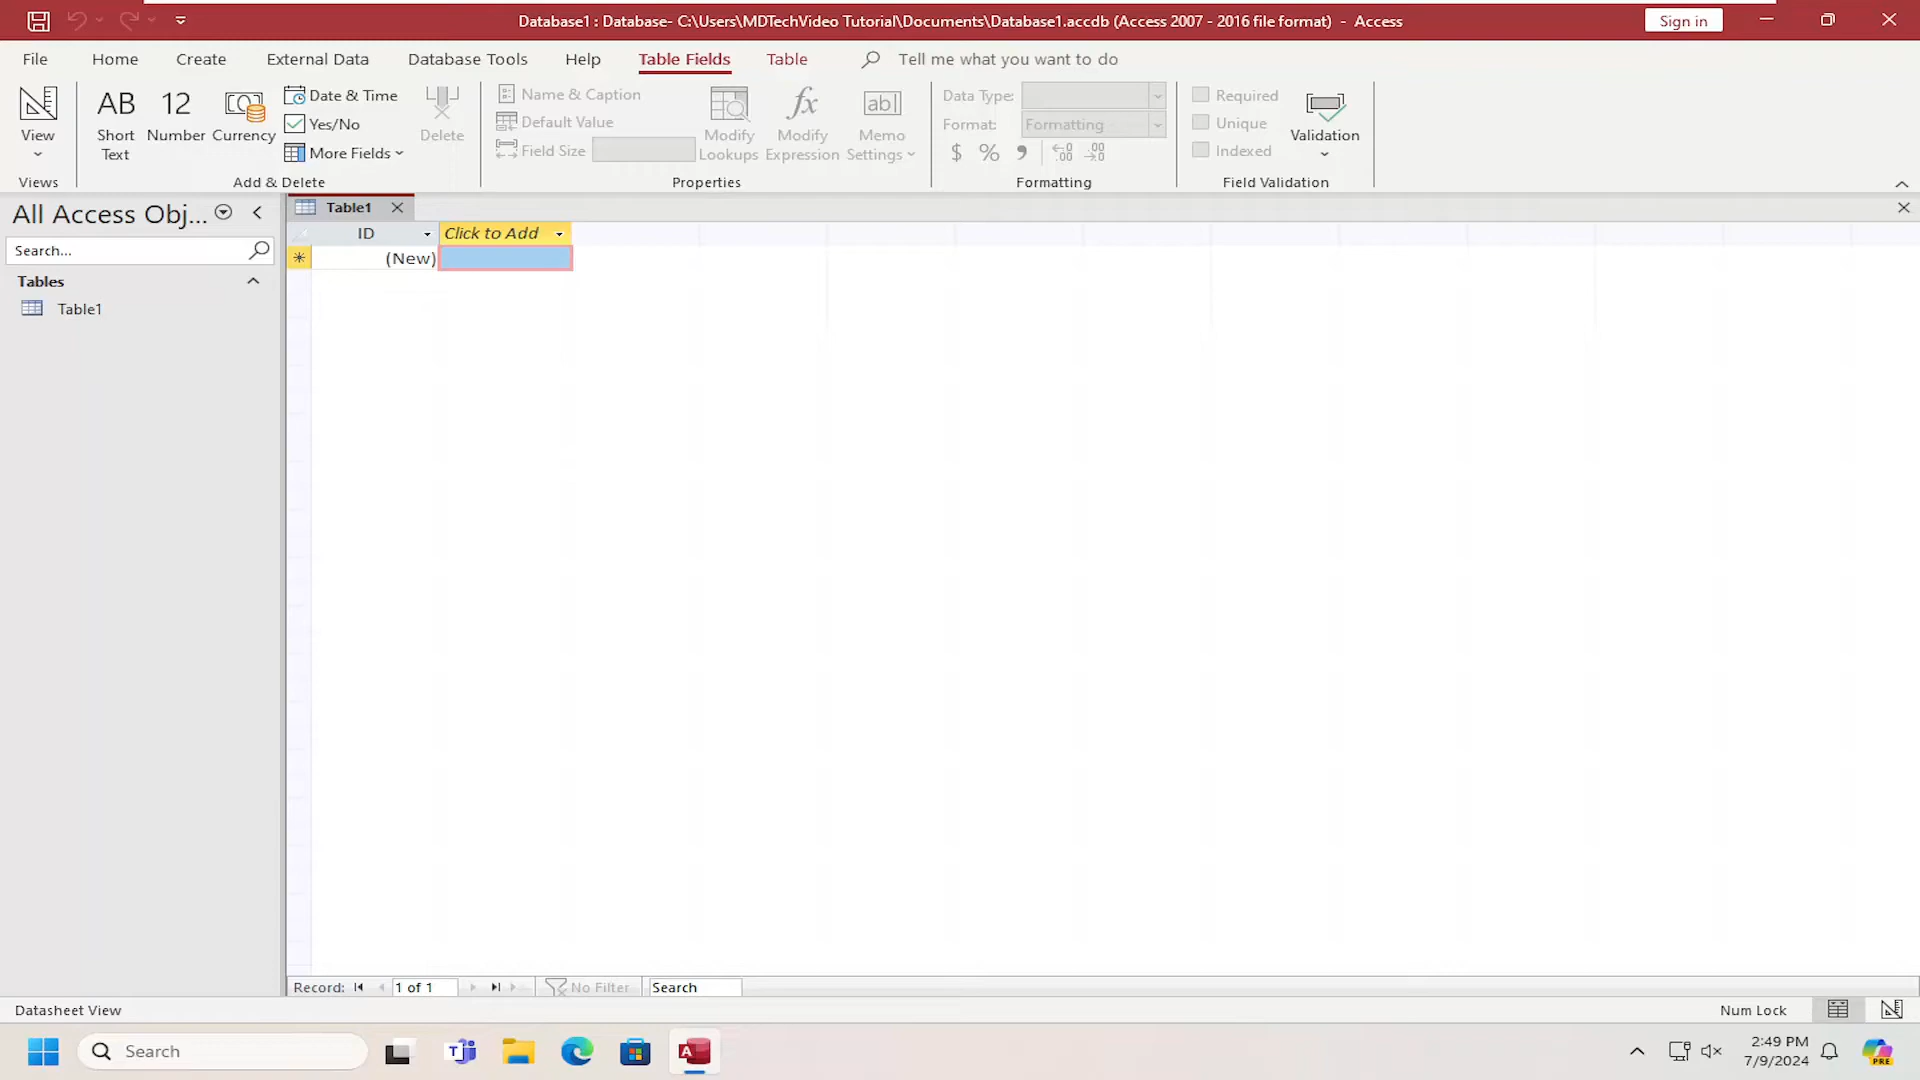 Database1 : Database- C:\Users\MDTechVideo Tutorial\Documents\Database1.accdb (Access 2007 - 2016 file format) - Access
Sign in
File Home Create External Data Database Tools Help Table Fields Table Tell me what you want to do
View
Views
AB
Short
Text
12
Number
Currency
Date & Time
Yes/No
More Fields
Delete
Add & Delete
Name & Caption
Default Value
Field Size
Modify
Lookups
fx
Modify
Expression
ab
Memo
Settings
Properties
Data Type:
Format: Formatting
$ % , .00 .00
Formatting
Required
Unique
Indexed
Validation
Field Validation
All Access Obj...
Search...
Tables
Table1
Table1
ID Click to Add
(New)
Record: 1 of 1 No Filter Search
Datasheet View
Num Lock
Search
2:49 PM
7/9/2024
PRE